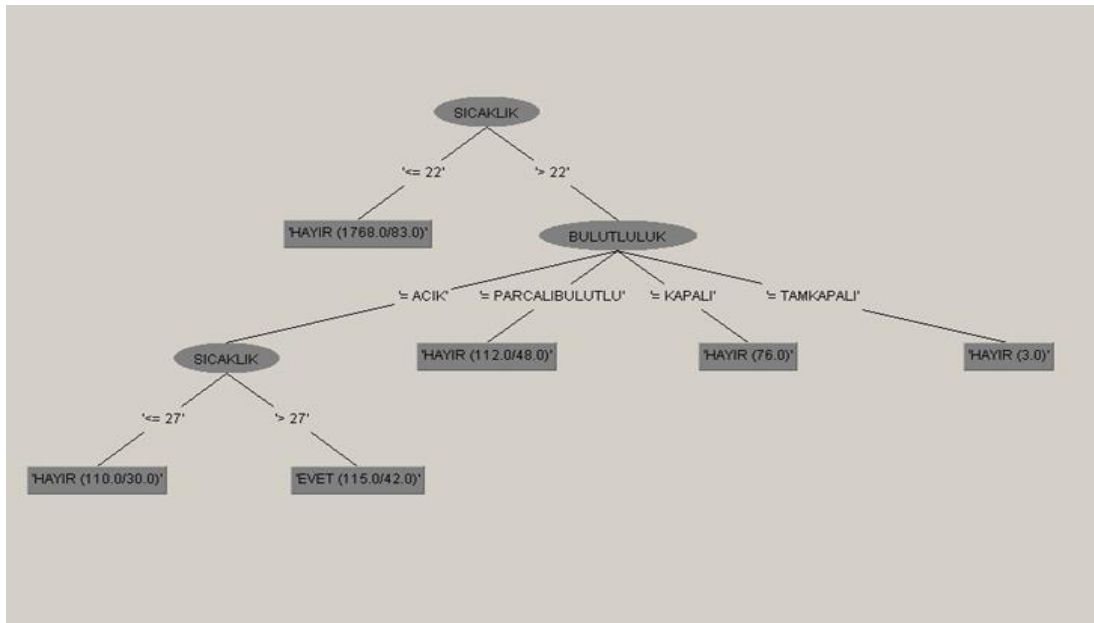 SICAKLIK
'<= 22'
'> 22'
'HAYIR (1768.0/83.0)'
BULUTLULUK
'= ACIK'
'= PARCALIBULUTLU'
'= KAPALI'
'= TAMKAPALI'
SICAKLIK
'HAYIR (112.0/48.0)'
'HAYIR (76.0)'
'HAYIR (3.0)'
'<= 27'
'> 27'
'HAYIR (110.0/30.0)'
'EVET (115.0/42.0)'